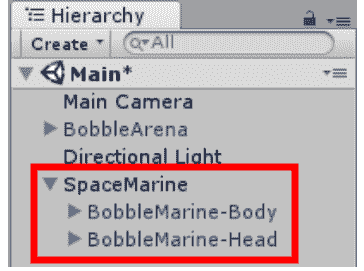 Hierarchy
Create All
Main*
Main Camera
BobbleArena
Directional Light
SpaceMarine
BobbleMarine-Body
BobbleMarine-Head